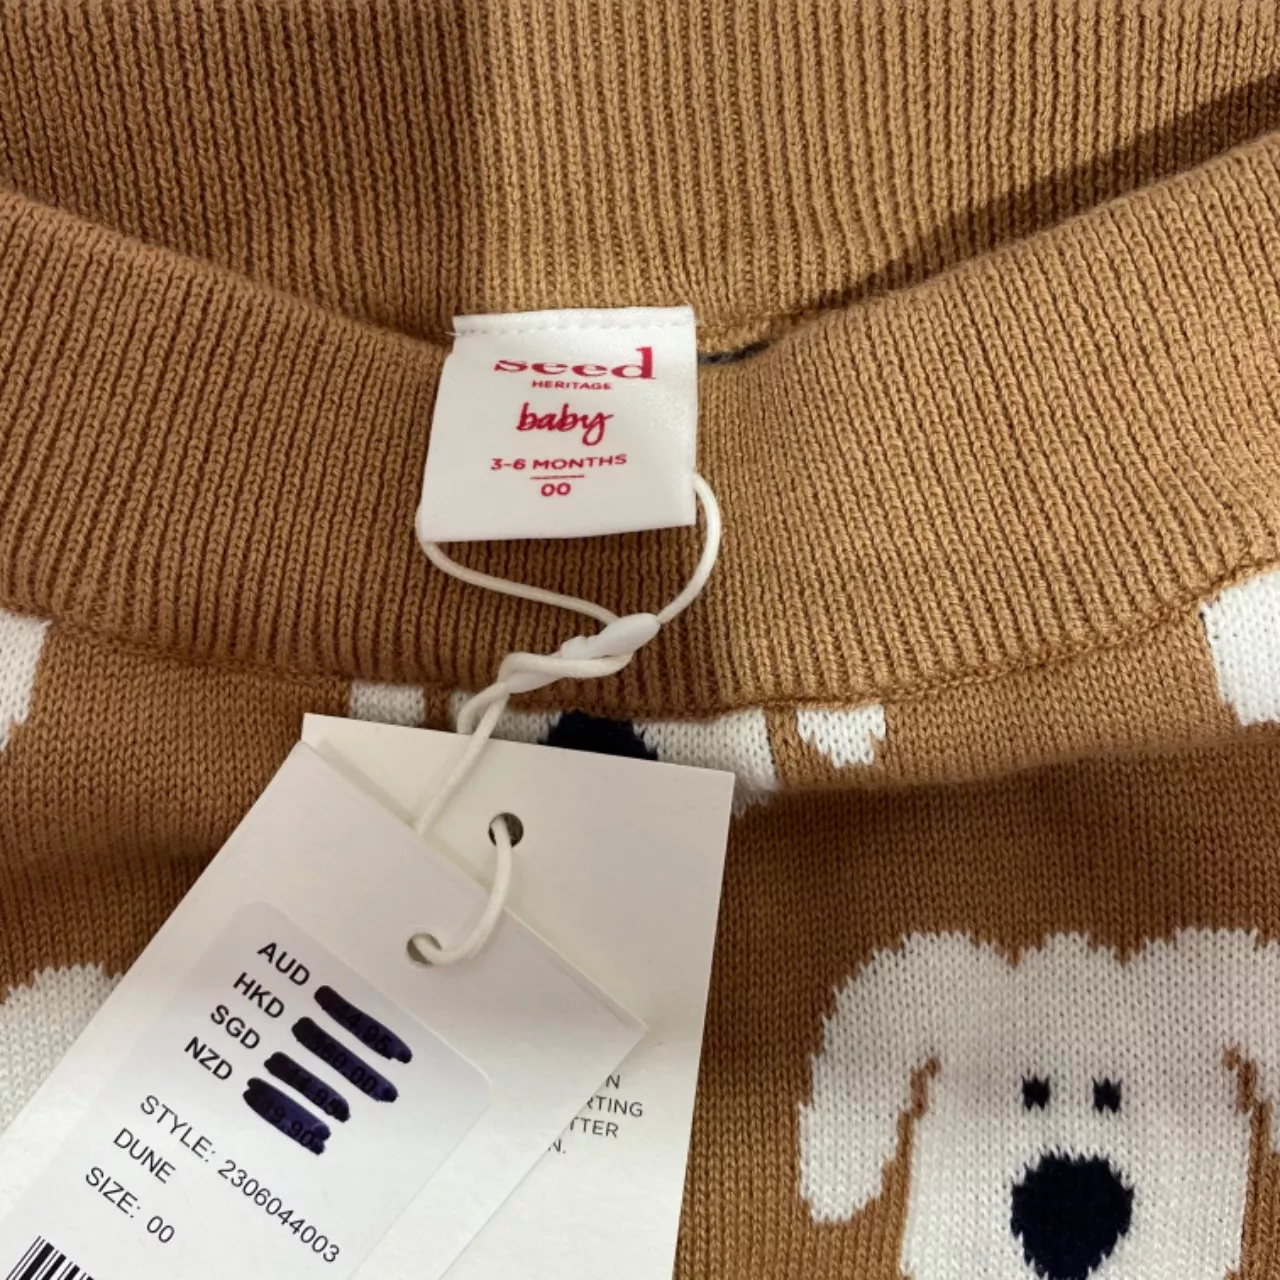 seed
HERITAGE
baby
3-6 MONTHS
00
AUD
HKD
SGD
NZD
STYLE: 2306044003
DUNE
SIZE: 00